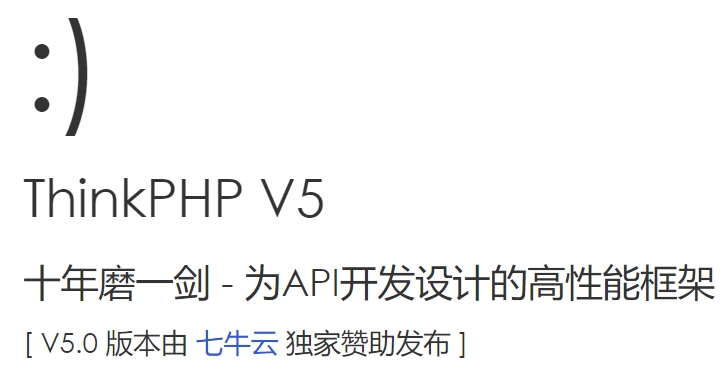 :)
ThinkPHP V5
十年磨一剑 - 为API开发设计的高性能框架
[ V5.0 版本由 七牛云 独家赞助发布 ]